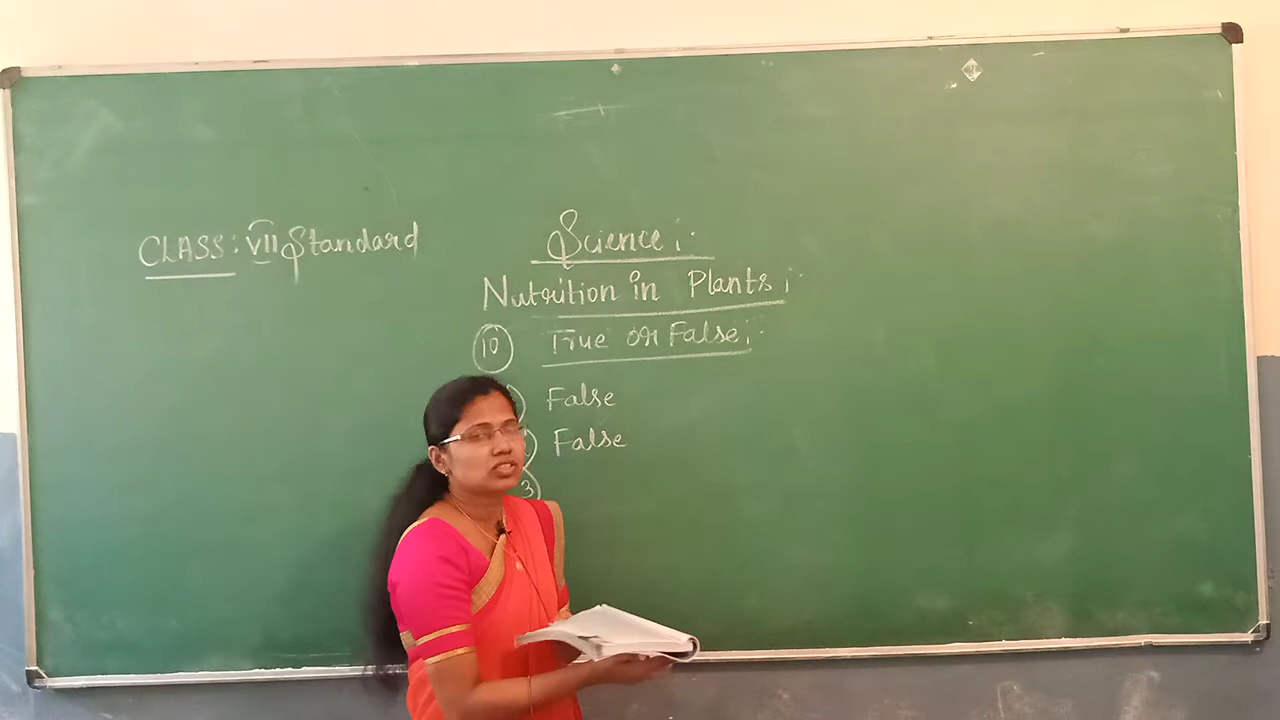 CLASS: VII Standard
Science:
Nutrition in Plants:
10 True or False:
) False
) False
3